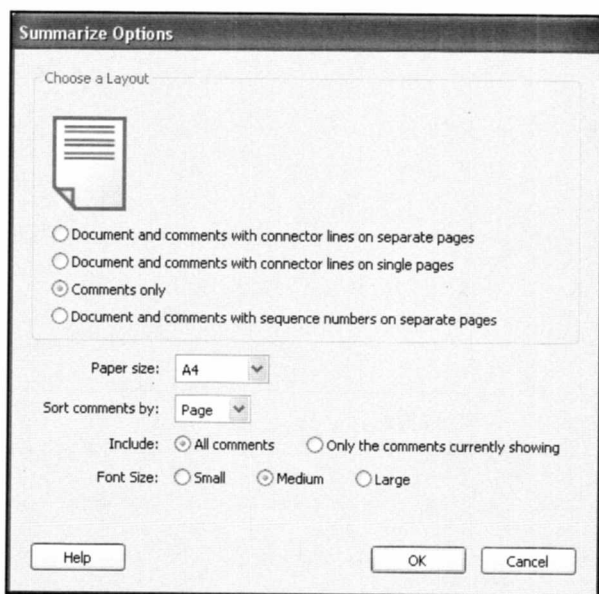 Summarize Options
Choose a Layout
Document and comments with connector lines on separate pages
Document and comments with connector lines on single pages
Comments only
Document and comments with sequence numbers on separate pages
Paper size: A4
Sort comments by: Page
Include: All comments Only the comments currently showing
Font Size: Small Medium Large
Help OK Cancel